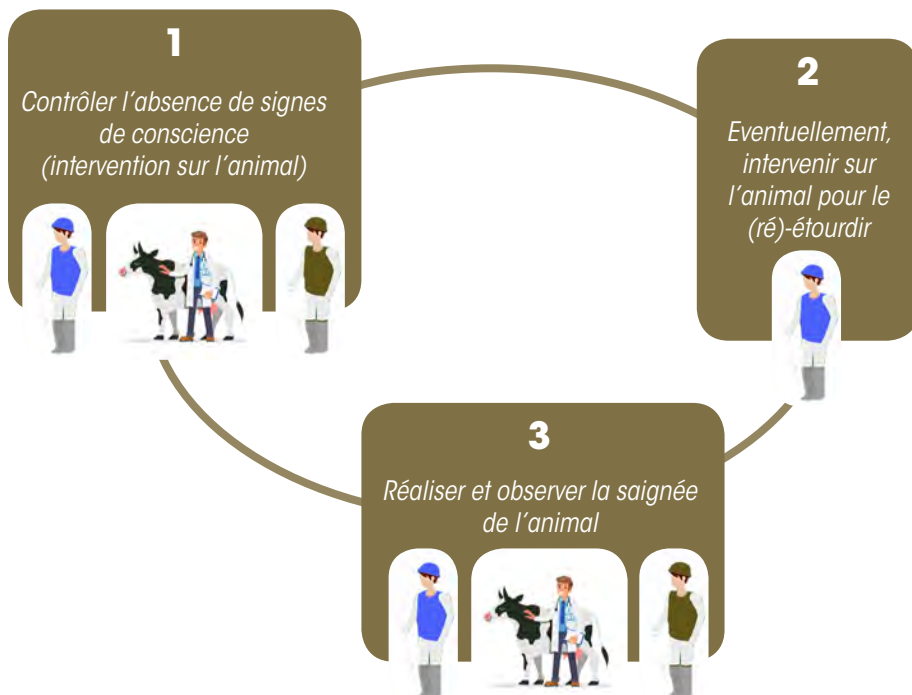 1
Contrôler l'absence de signes
de conscience
(intervention sur l'animal)
2
Eventuellement,
intervenir sur
l'animal pour le
(ré)-étourdir
3
Réaliser et observer la saignée
de l'animal